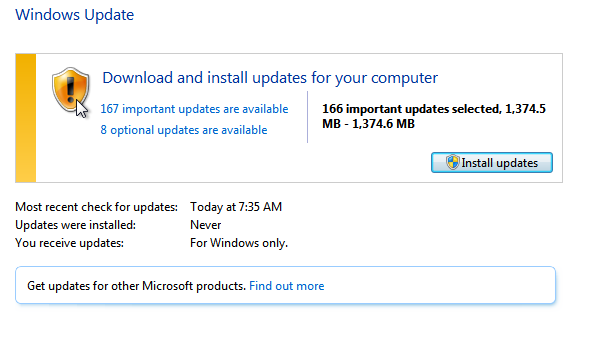 Windows Update
Download and install updates for your computer
167 important updates are available
8 optional updates are available
166 important updates selected, 1,374.5
MB - 1,374.6 MB
Install updates
Most recent check for updates: Today at 7:35 AM
Updates were installed: Never
You receive updates: For Windows only.
Get updates for other Microsoft products. Find out more